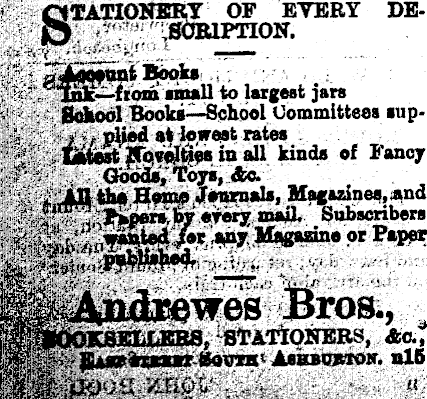 STATIONERY OF EVERY DE-
SCRIPTION.
Account Books
Ink—from small to largest jars
School Books—School Committees sup-
plied at lowest rates
Latest Novelties in all kinds of Fancy
Goods, Toys, &c.
All the Home Journals, Magazines, and
Papers by every mail. Subscribers
wanted for any Magazine or Paper
published.
Andrewes Bros.,
BOOKSELLERS, STATIONERS, &c.,
EAST STREET SOUTH ASHBURTON. n15